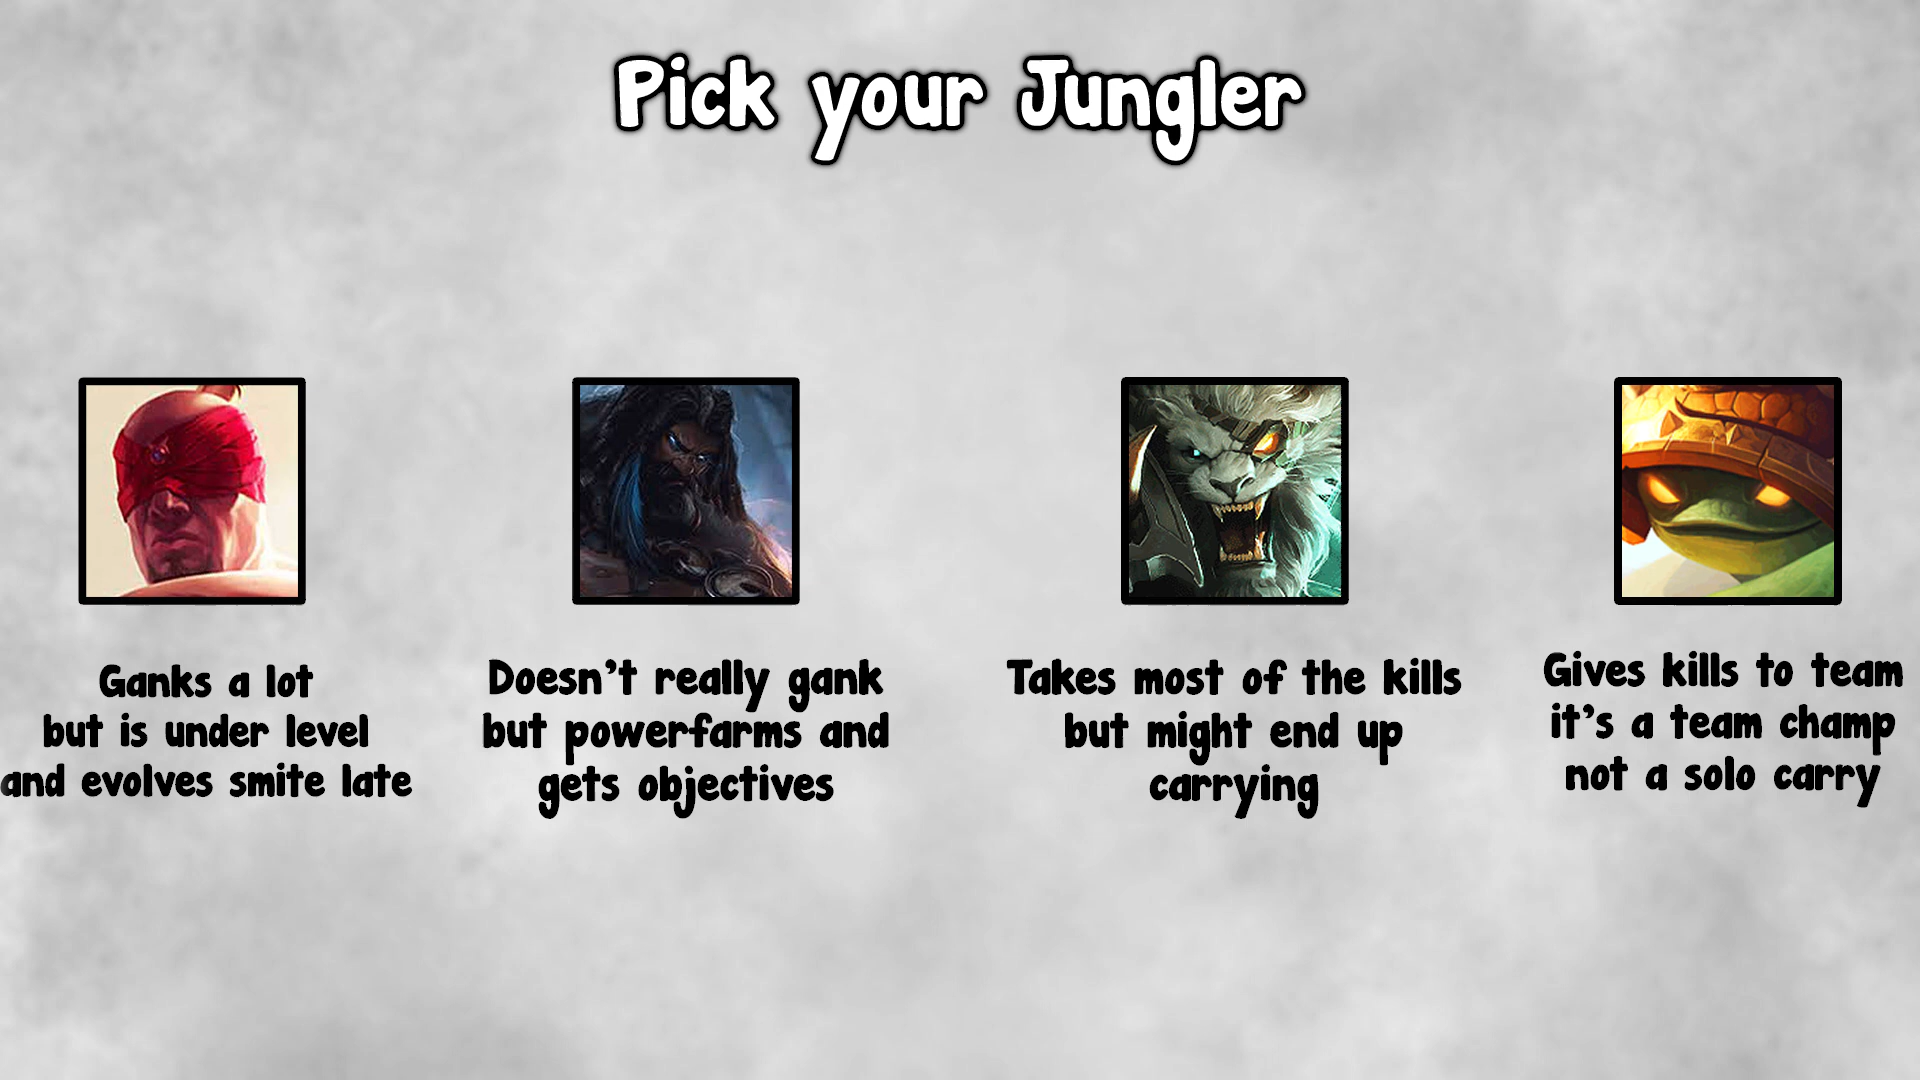 Pick your Jungler
Ganks a lot
but is under level
and evolves smite late
Doesn't really gank
but powerfarms and
gets objectives
Takes most of the kills
but might end up
carrying
Gives kills to team
it's a team champ
not a solo carry